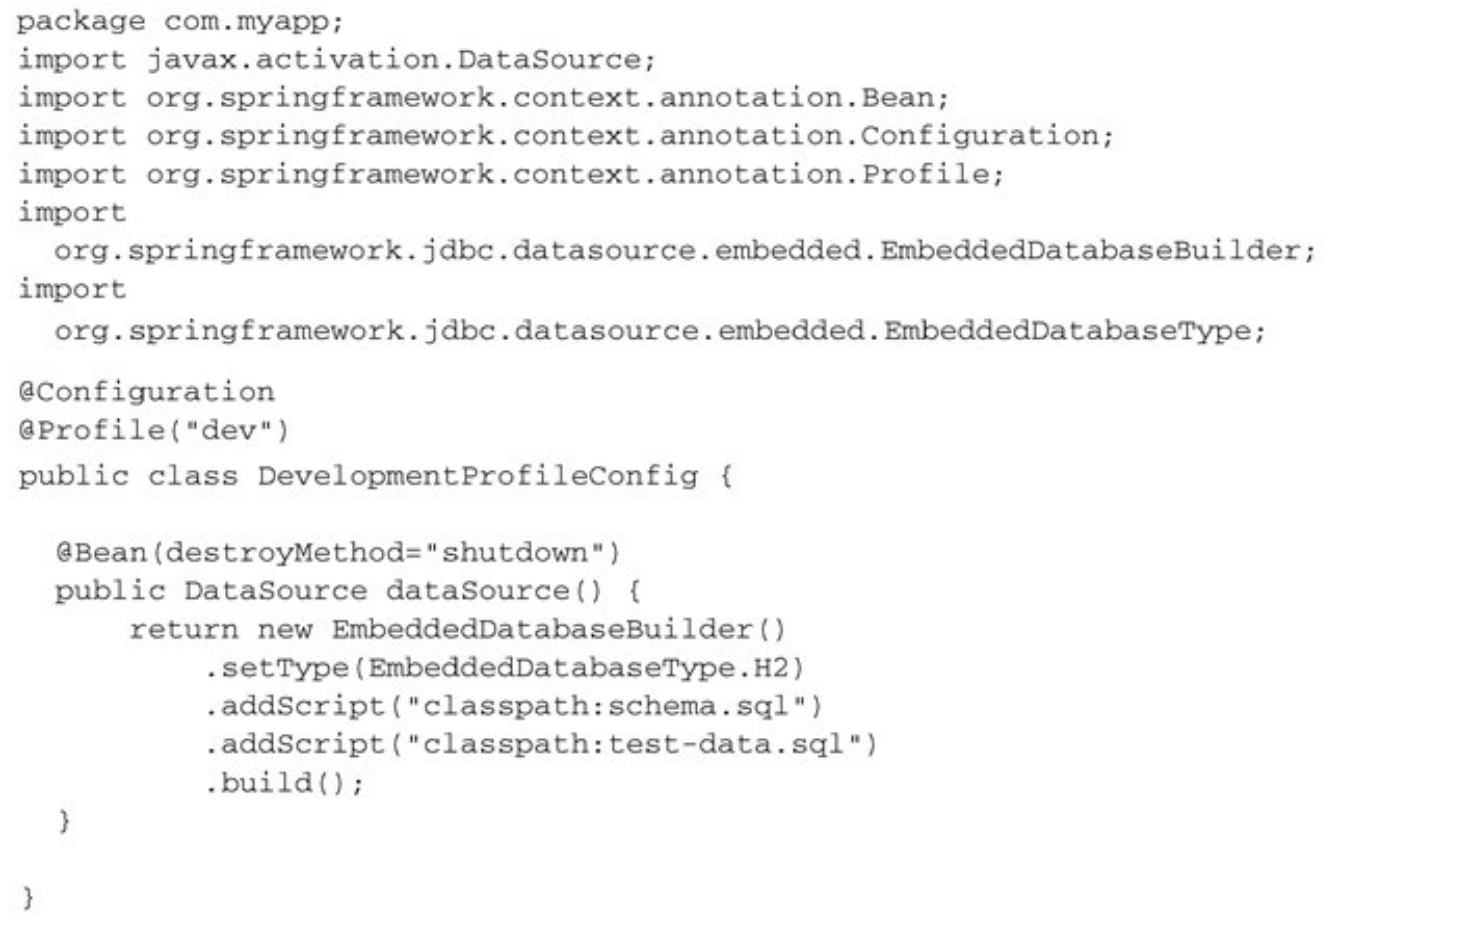 package com.myapp;
import javax.activation.DataSource;
import org.springframework.context.annotation.Bean;
import org.springframework.context.annotation.Configuration;
import org.springframework.context.annotation.Profile;
import
  org.springframework.jdbc.datasource.embedded.EmbeddedDatabaseBuilder;
import
  org.springframework.jdbc.datasource.embedded.EmbeddedDatabaseType;
@Configuration
@Profile("dev")
public class DevelopmentProfileConfig {
  @Bean(destroyMethod="shutdown")
  public DataSource dataSource() {
      return new EmbeddedDatabaseBuilder()
          .setType(EmbeddedDatabaseType.H2)
          .addScript("classpath:schema.sql")
          .addScript("classpath:test-data.sql")
          .build();
  }
}